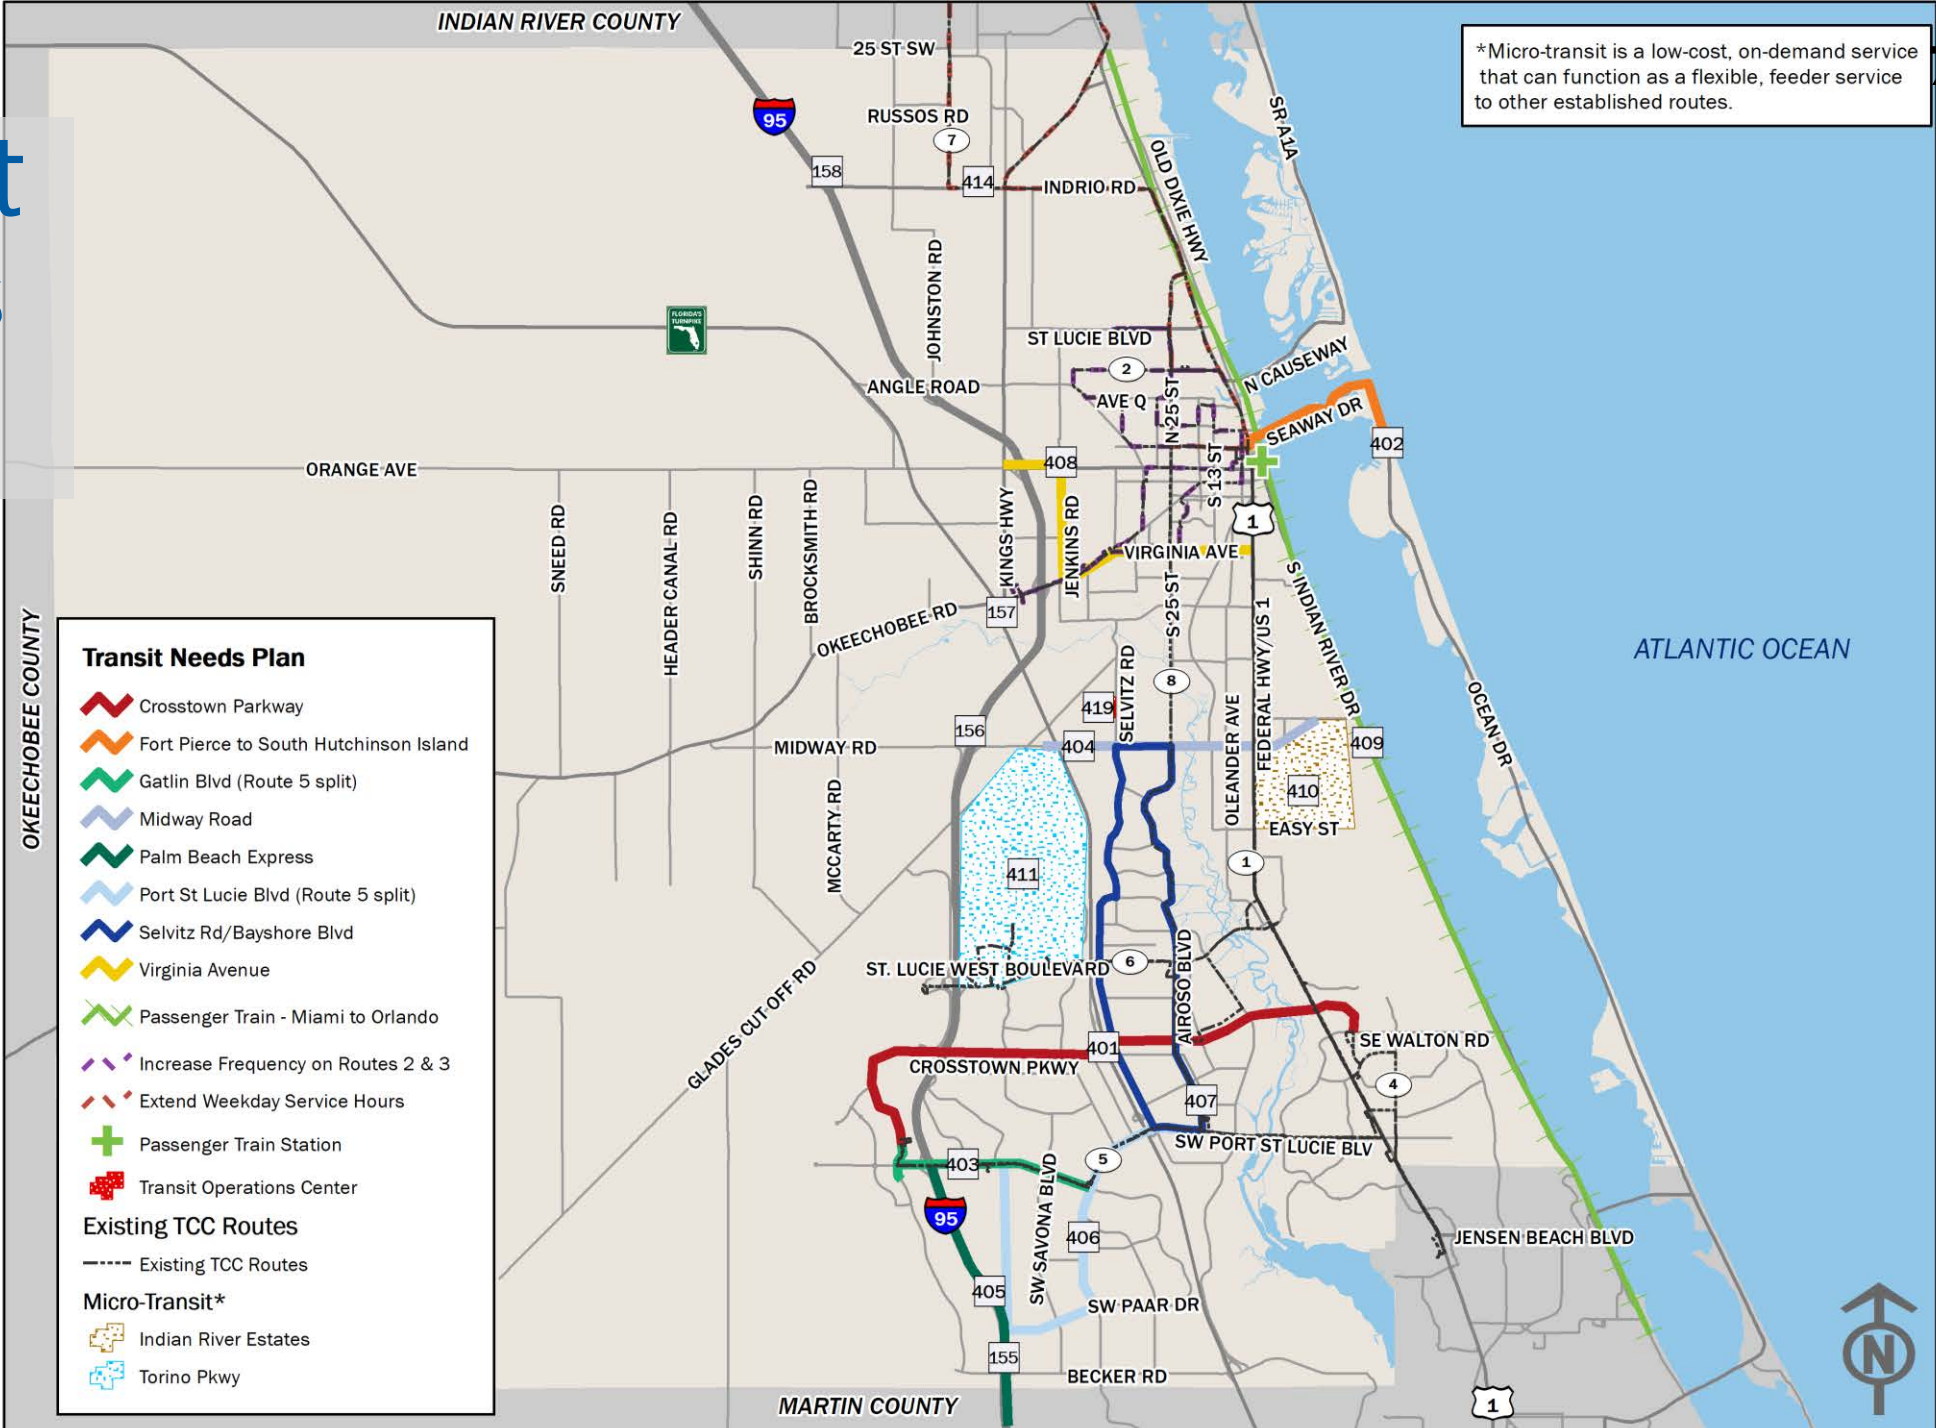 INDIAN RIVER COUNTY
*Micro-transit is a low-cost, on-demand service
that can function as a flexible, feeder service
to other established routes.
25 ST SW
RUSSOS RD
95
7
158
414
INDRIO RD
SR A1A
OLD DIXIE HWY
t
FLORIDA'S
TURNPIKE
JOHNSTON RD
ST LUCIE BLVD
N CAUSEWAY
2
ANGLE ROAD
AVE Q
N 25 ST
SEAWAY DR
402
408
S 13 ST
ORANGE AVE
SNEED RD
HEADER CANAL RD
SHINN RD
BROCKSMITH RD
KINGS HWY
JENKINS RD
1
VIRGINIA AVE
S 25 ST
S INDIAN RIVER DR
157
OKEECHOBEE RD
OKEECHOBEE COUNTY
FEDERAL HWY/US 1
ATLANTIC OCEAN
SELVITZ RD
8
419
OLEANDER AVE
OCEAN DR
156
MIDWAY RD
404
409
410
MCCARTY RD
EASY ST
411
1
AIROSO BLVD
ST. LUCIE WEST BOULEVARD
6
GLADES CUT OFF RD
401
SE WALTON RD
CROSSTOWN PKWY
4
407
SW PORT ST LUCIE BLV
403
5
SW SAVONA BLVD
95
406
JENSEN BEACH BLVD
405
SW PAAR DR
155
BECKER RD
MARTIN COUNTY
1
N
Transit Needs Plan
Crosstown Parkway
Fort Pierce to South Hutchinson Island
Gatlin Blvd (Route 5 split)
Midway Road
Palm Beach Express
Port St Lucie Blvd (Route 5 split)
Selvitz Rd/Bayshore Blvd
Virginia Avenue
Passenger Train - Miami to Orlando
Increase Frequency on Routes 2 & 3
Extend Weekday Service Hours
Passenger Train Station
Transit Operations Center
Existing TCC Routes
Existing TCC Routes
Micro-Transit*
Indian River Estates
Torino Pkwy